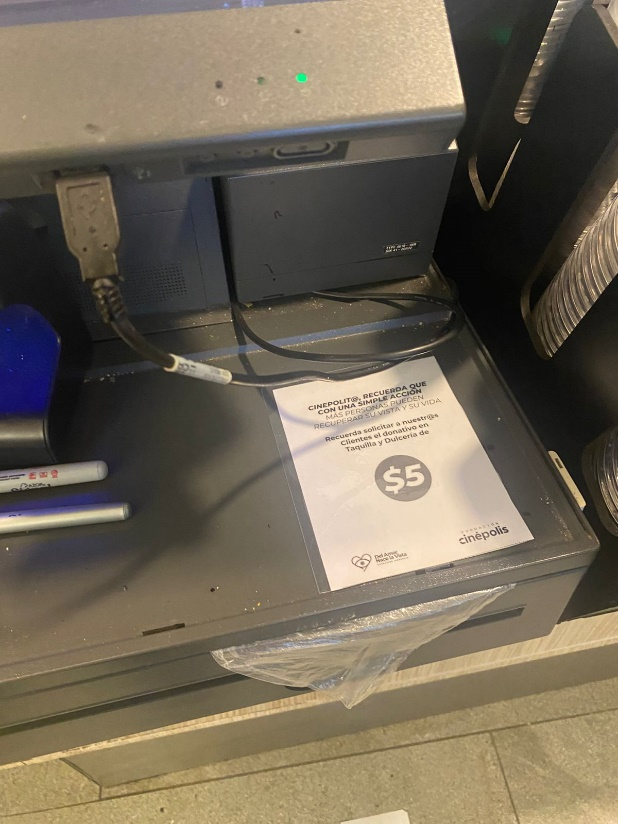 CINEPOLIT@, RECUERDA QUE
CON UNA SIMPLE ACCIÓN
MÁS PERSONAS PUEDEN
RECUPERAR SU VISTA Y SU VIDA
Recuerda solicitar a nuestr@s
Clientes el donativo en
Taquilla y Dulcería de
$5
Del Amor
Nace la Vista
FUNDACIÓN
cinépolis